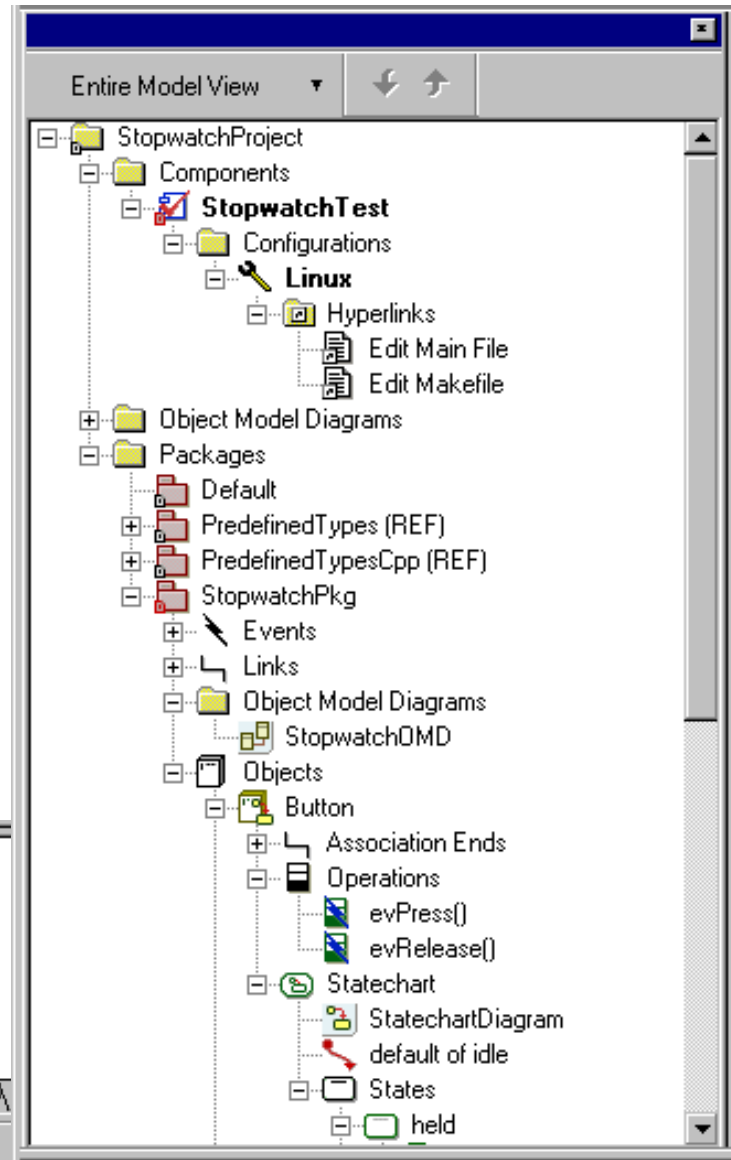 Entire Model View
StopwatchProject
Components
StopwatchTest
Configurations
Linux
Hyperlinks
Edit Main File
Edit Makefile
Object Model Diagrams
Packages
Default
PredefinedTypes (REF)
PredefinedTypesCpp (REF)
StopwatchPkg
Events
Links
Object Model Diagrams
StopwatchOMD
Objects
Button
Association Ends
Operations
evPress()
evRelease()
Statechart
StatechartDiagram
default of idle
States
held